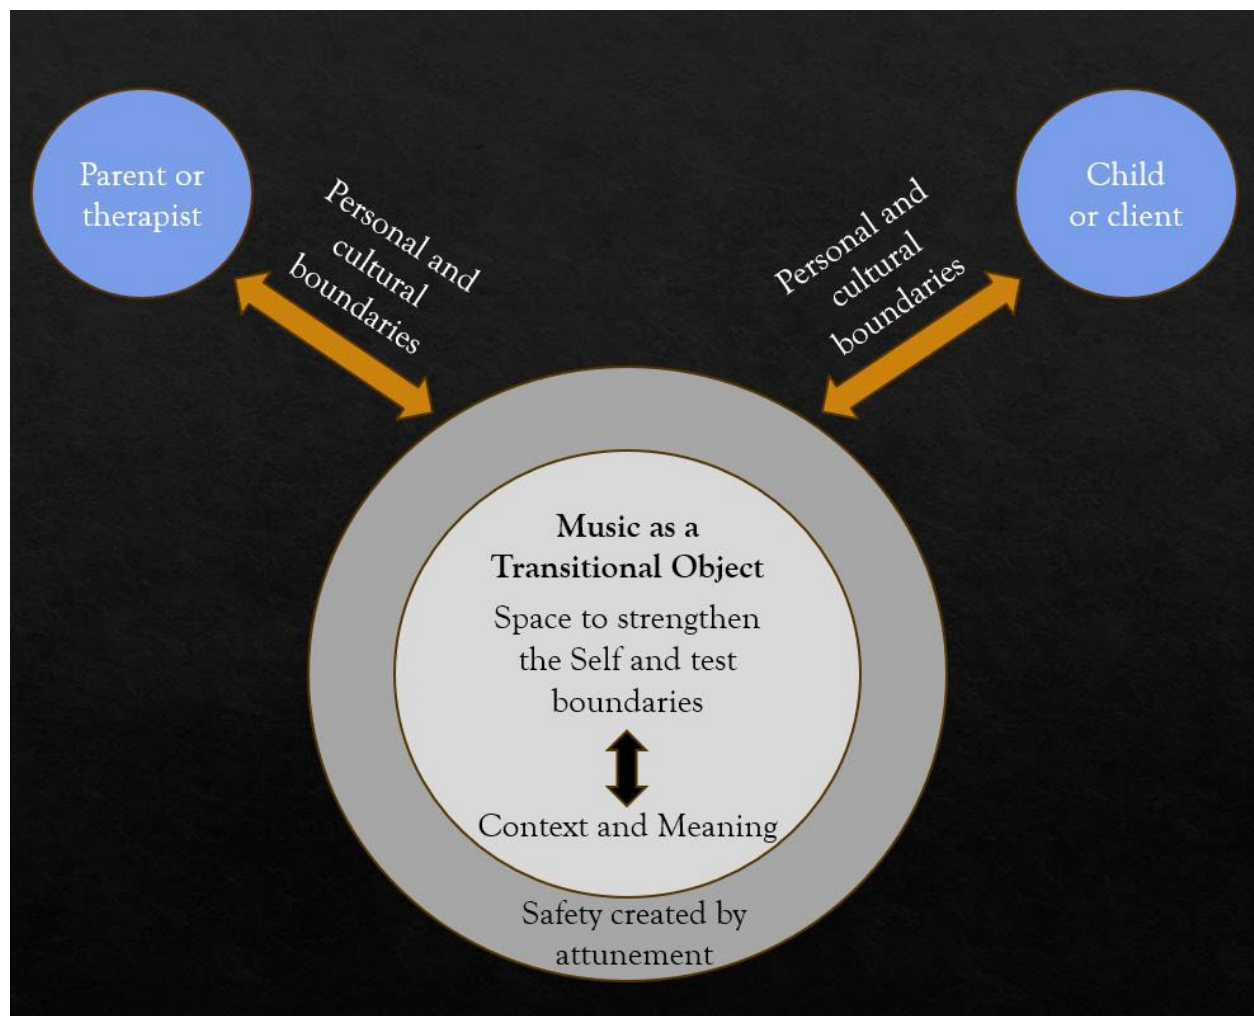 Parent or
therapist
Personal and
cultural
boundaries
Personal and
cultural
boundaries
Child
or client
Music as a
Transitional Object
Space to strengthen
the Self and test
boundaries
Context and Meaning
Safety created by
attunement